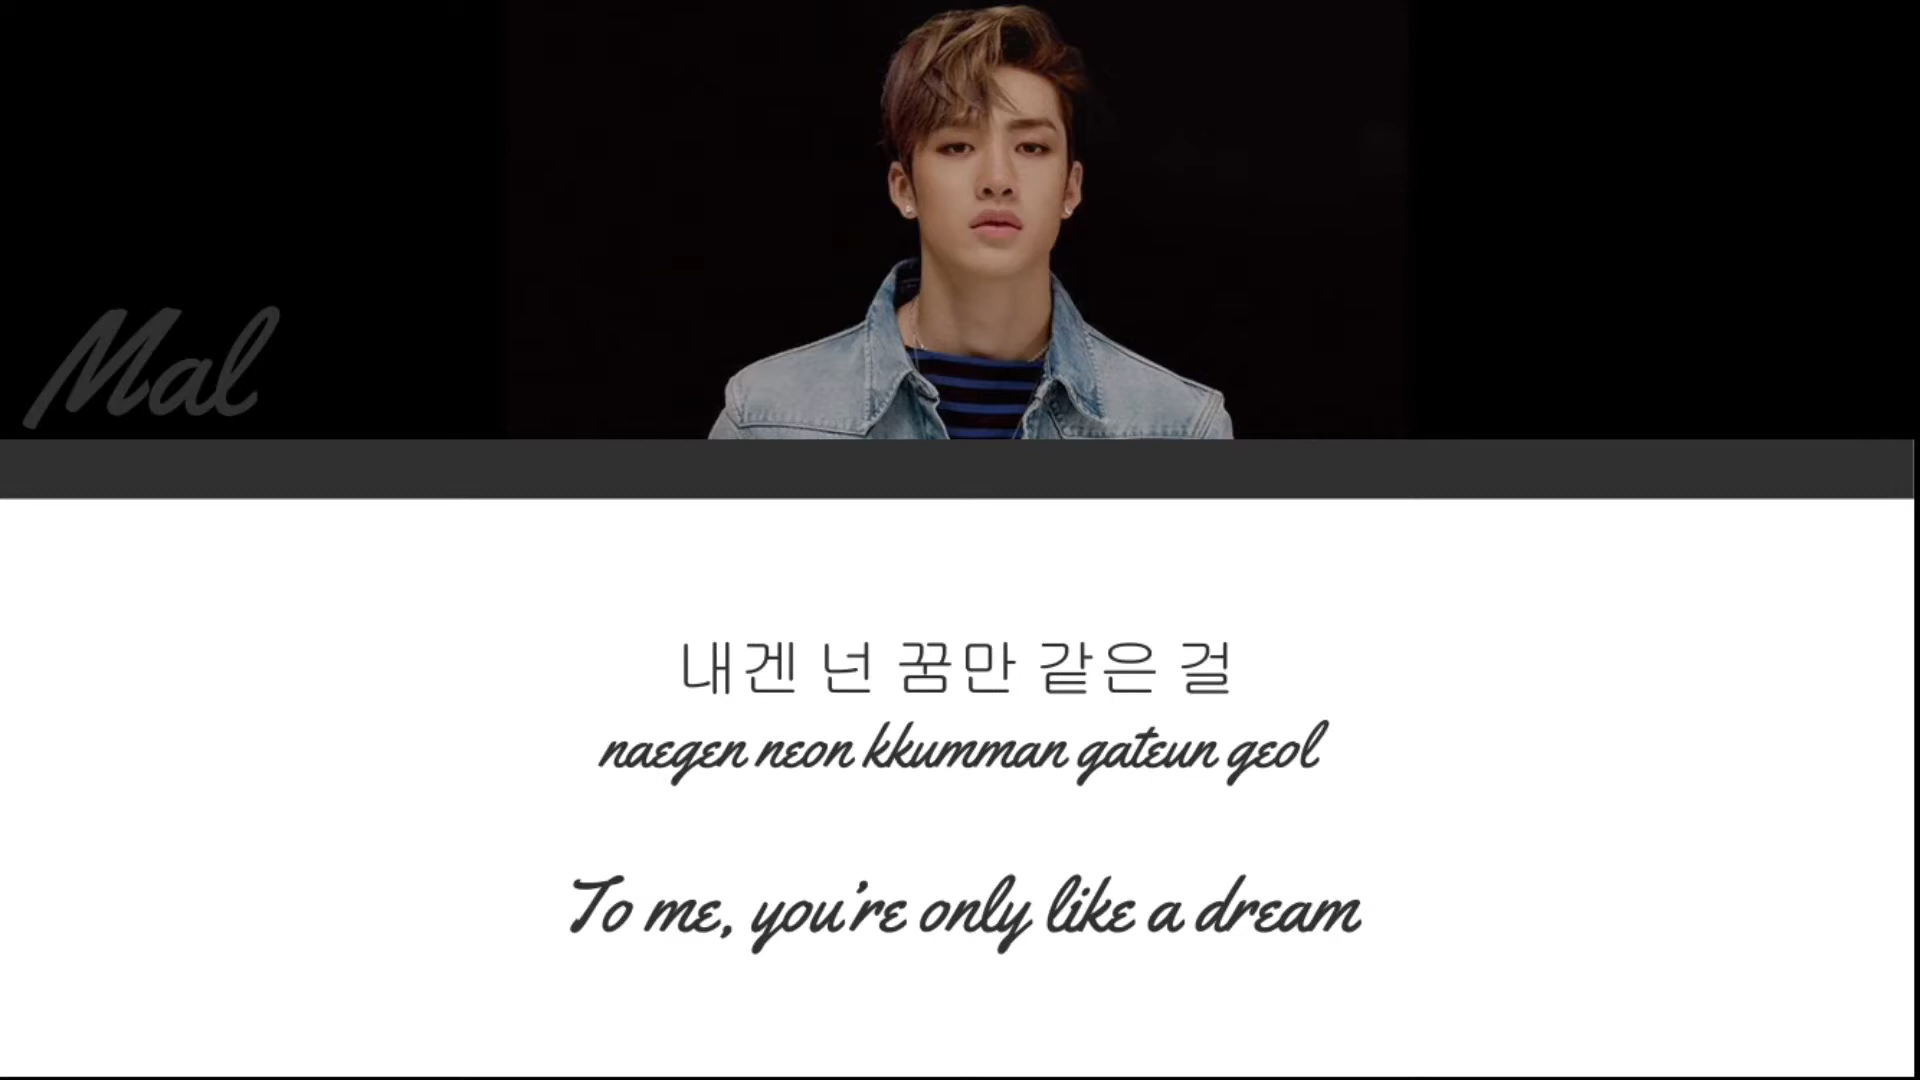 Mal
내겐 넌 꿈만 같은 걸
naegen neon kkumman gateun geol
To me, you're only like a dream